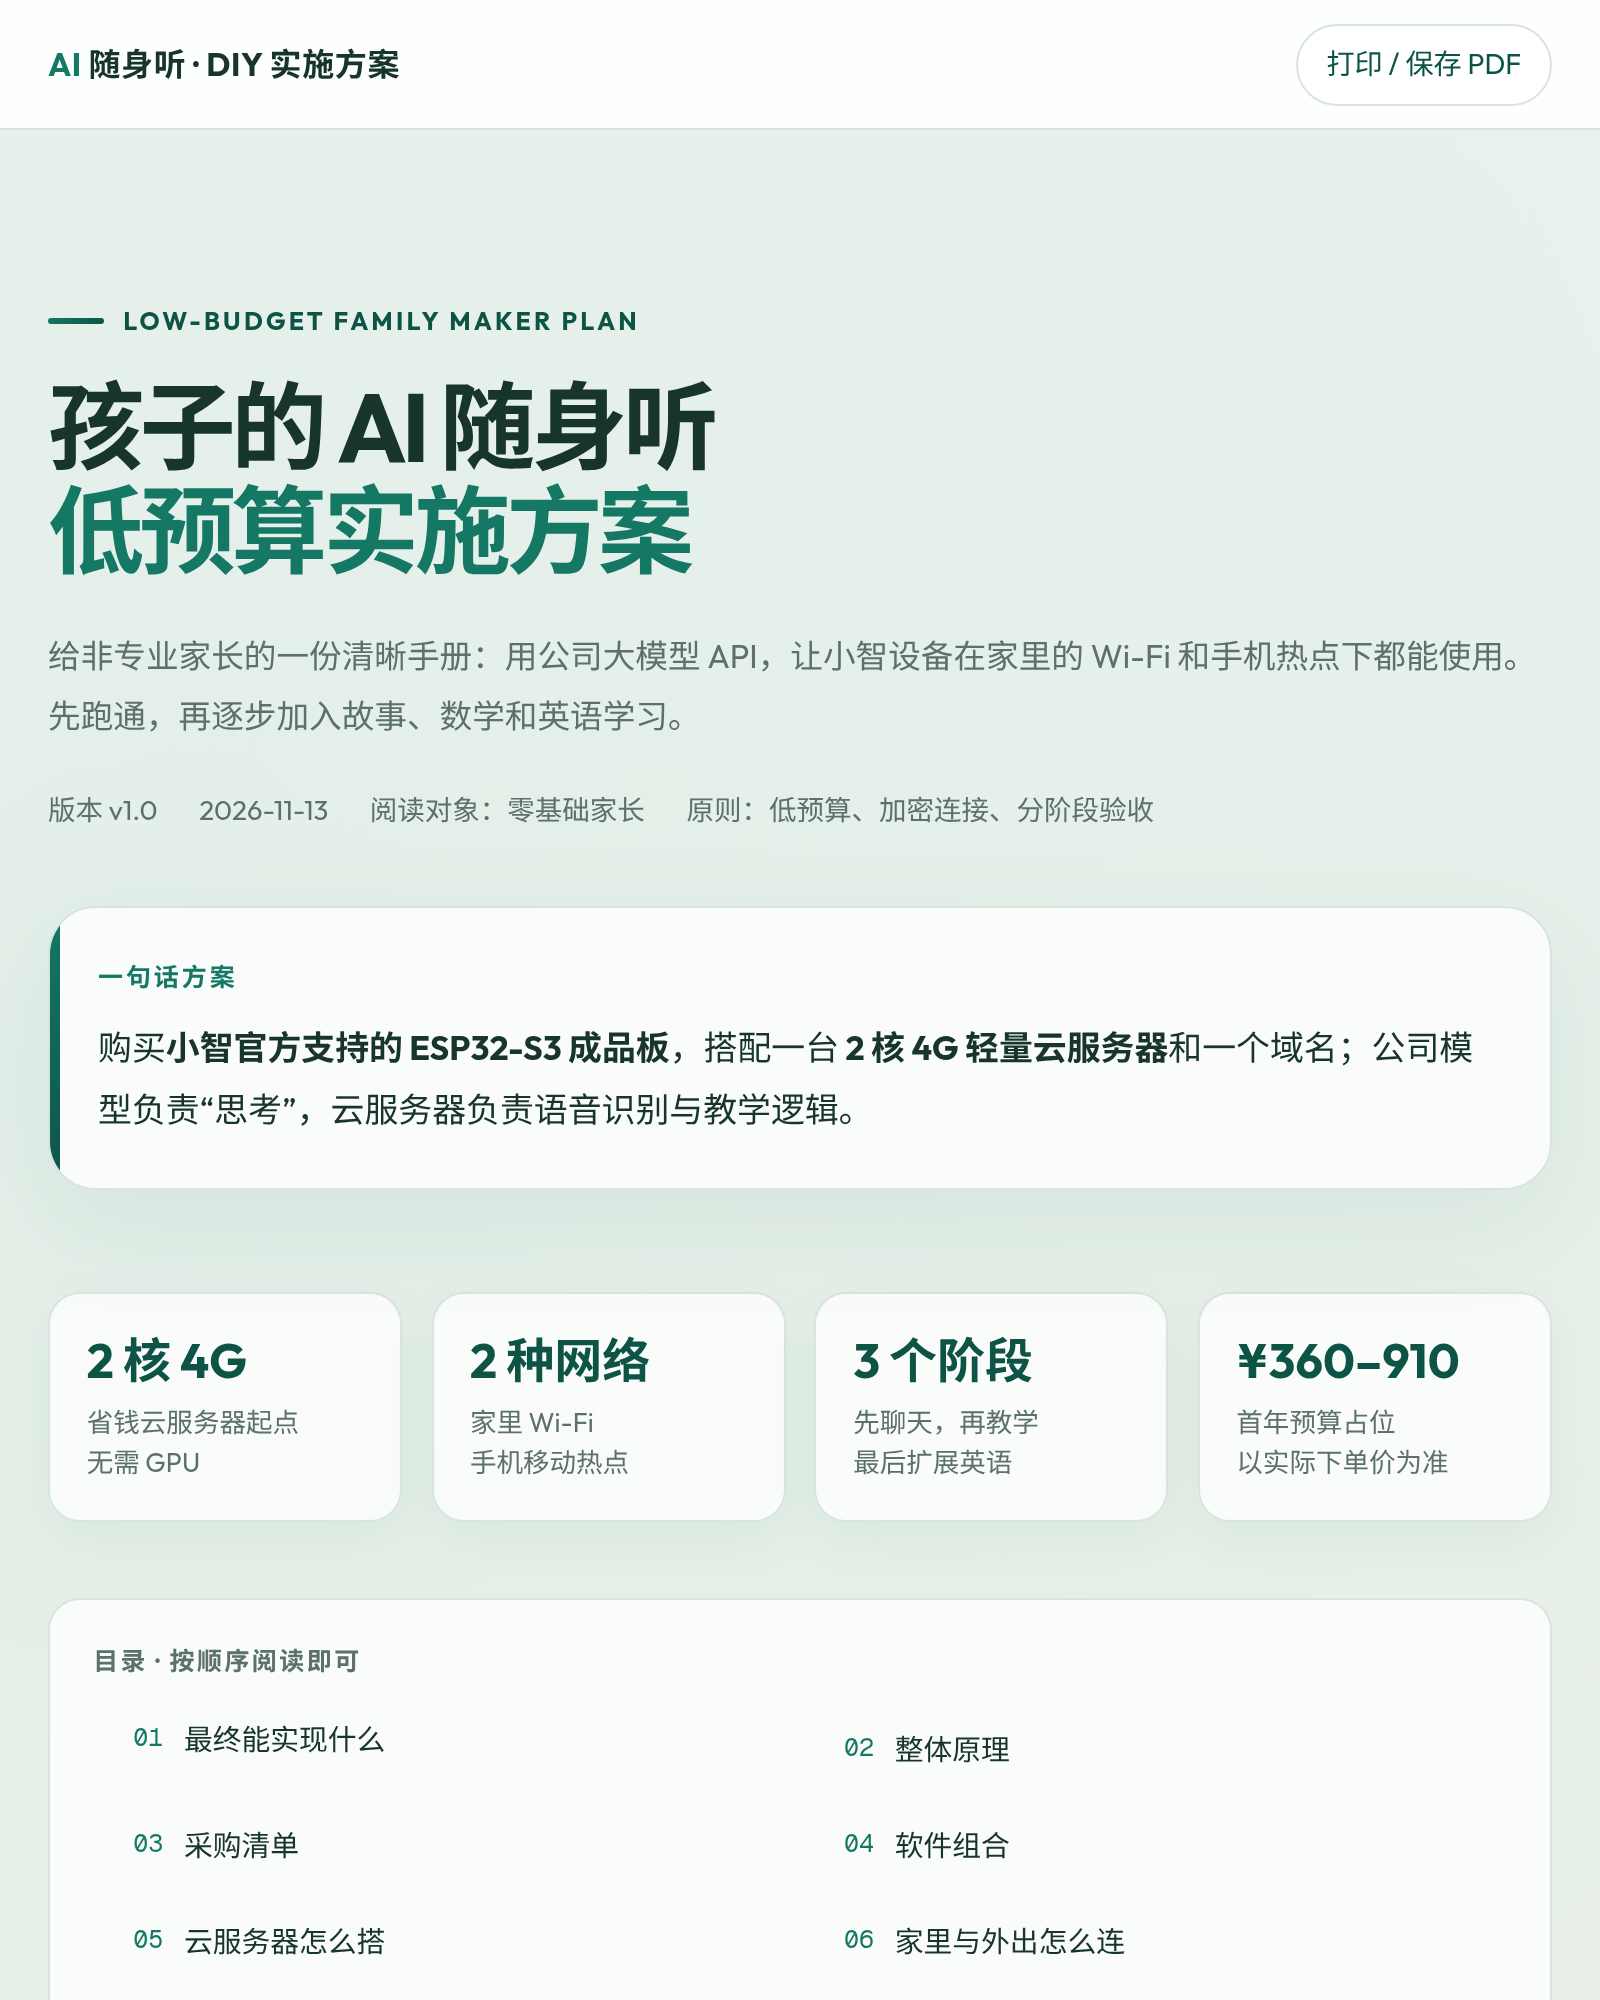 AI 随身听 · DIY 实施方案
打印 / 保存 PDF
LOW-BUDGET FAMILY MAKER PLAN
孩子的 AI 随身听
低预算实施方案
给非专业家长的一份清晰手册：用公司大模型 API，让小智设备在家里的 Wi-Fi 和手机热点下都能使用。
先跑通，再逐步加入故事、数学和英语学习。
版本 v1.0 2026-11-13 阅读对象：零基础家长 原则：低预算、加密连接、分阶段验收
一句话方案
购买小智官方支持的 ESP32-S3 成品板，搭配一台 2 核 4G 轻量云服务器和一个域名；公司模
型负责“思考”，云服务器负责语音识别与教学逻辑。
2 核 4G
省钱云服务器起点
无需 GPU
2 种网络
家里 Wi-Fi
手机移动热点
3 个阶段
先聊天，再教学
最后扩展英语
¥360–910
首年预算占位
以实际下单价为准
目录 · 按顺序阅读即可
01 最终能实现什么
02 整体原理
03 采购清单
04 软件组合
05 云服务器怎么搭
06 家里与外出怎么连